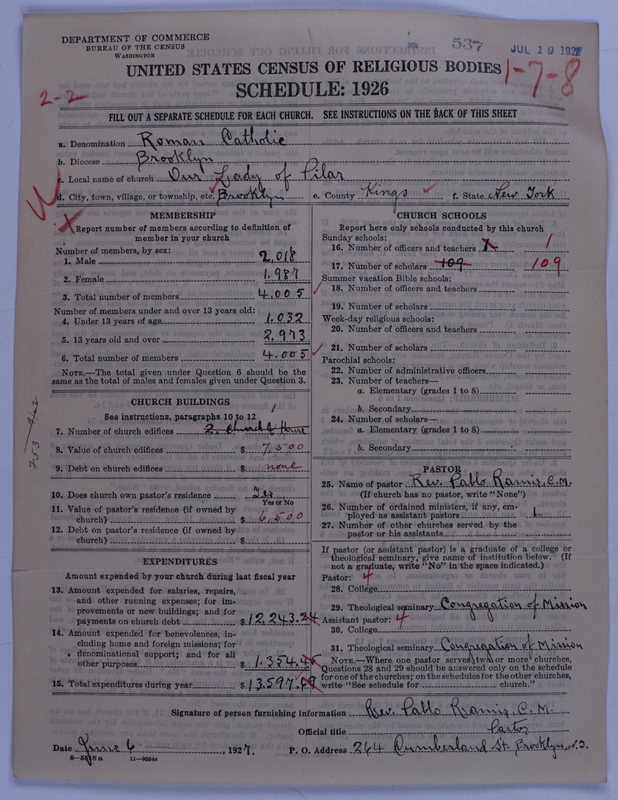 DEPARTMENT OF COMMERCE
BUREAU OF THE CENSUS
WASHINGTON
537
JUL 19 1927
UNITED STATES CENSUS OF RELIGIOUS BODIES
1-7-8
2-2
SCHEDULE: 1926
FILL OUT A SEPARATE SCHEDULE FOR EACH CHURCH. SEE INSTRUCTIONS ON THE BACK OF THIS SHEET
a. Denomination Roman Catholic
b. Diocese Brooklyn
c. Local name of church Our Lady of Pilar
d. City, town, village, or township, etc. Brooklyn e. County Kings f. State New York
MEMBERSHIP
Report number of members according to definition of
member in your church
Number of members, by sex:
1. Male 2,018
2. Female 1,987
3. Total number of members 4,005
Number of members under and over 13 years old:
4. Under 13 years of age 1,032
5. 13 years old and over 2,973
6. Total number of members 4,005
NOTE.—The total given under Question 6 should be
same as the total of males and females given under Question 3.
CHURCH BUILDINGS
See instructions, paragraphs 10 to 12
1
7. Number of church edifices 2. Church & Home
8. Value of church edifices $ 7,500
9. Debt on church edifices $ none
10. Does church own pastor's residence Yes
Yes or No
11. Value of pastor's residence (if owned by
church) $ 6,500
12. Debt on pastor's residence (if owned by
church) $
EXPENDITURES
Amount expended by your church during last fiscal year
13. Amount expended for salaries, repairs,
and other running expense; for im-
provements or new buildings; and for
payments on church debt $ 12,243.24
14. Amount expended for benevolences, in-
cluding home and foreign missions; for
denominational support; and for all
other purposes $ 1,354.45
15. Total expenditures during year $ 13,597.69
CHURCH SCHOOLS
Report here only schools conducted by this church
Sunday schools:
16. Number of officers and teachers 1
17. Number of scholars 109 109
Summer vacation Bible schools:
18. Number of officers and teachers
19. Number of scholars
Week-day religious schools:
20. Number of officers and teachers
21. Number of scholars
Parochial schools:
22. Number of administrative officers
23. Number of teachers—
a. Elementary (grades 1 to 8)
b. Secondary
24. Number of scholars—
a. Elementary (grades 1 to 8)
b. Secondary
PASTOR
25. Name of pastor Rev. Pablo Ramis, C.M.
(If church has no pastor, write "None")
26. Number of ordained ministers, if any, em-
ployed as assistant pastors 1
27. Number of other churches served by the
pastor or his assistants
If pastor (or assistant pastor) is a graduate of a college or
theological seminary, give name of institution below. (If
not a graduate, write "No" in the space indicated.)
Pastor: 4
28. College
29. Theological seminary Congregation of Mission
Assistant pastor: 4
30. College
31. Theological seminary Congregation of Mission
NOTE.—Where one pastor serves two or more churches,
Questions 28 and 29 should be answered only on the schedule
for one of the churches; on the schedules for the other churches,
write "See schedule for church."
Signature of person furnishing information Rev. Pablo Ramis, C.M.
Official title Pastor
Date June 6, 1927. P. O. Address 264 Cumberland St. Brooklyn N.Y.